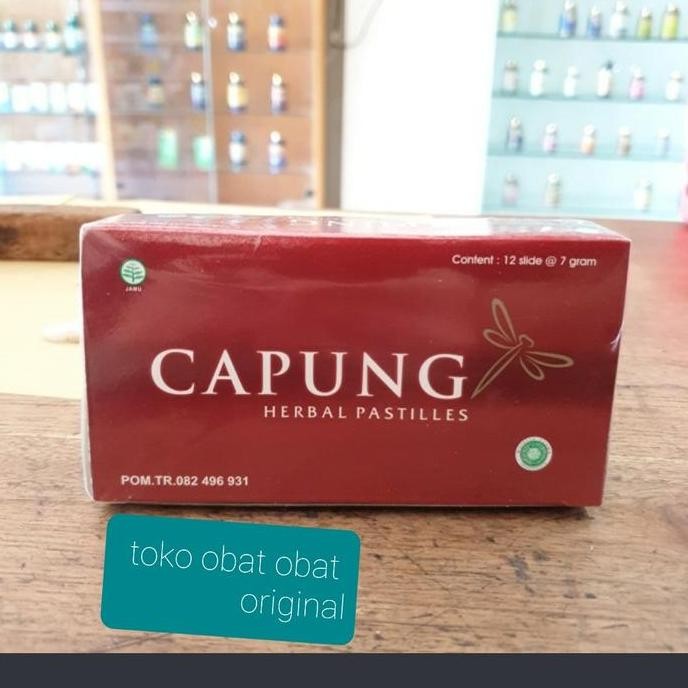 Content : 12 slide @ 7 gram
JAMU
CAPUNG
HERBAL PASTILLES
POM.TR.082 496 931
toko obat obat
original